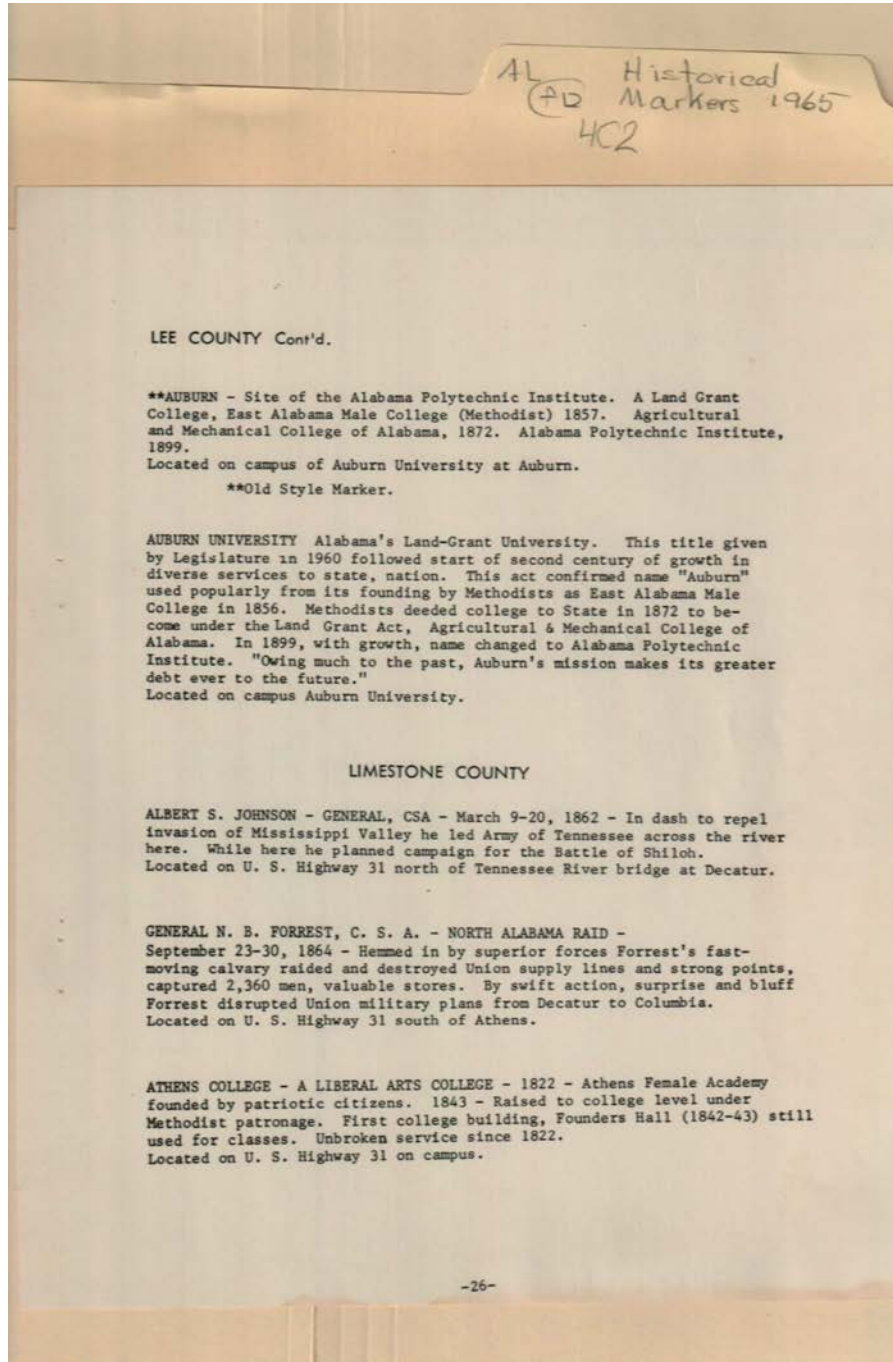 AL Historical
AD Markers 1965
4C2
LEE COUNTY Cont'd.
**AUBURN - Site of the Alabama Polytechnic Institute. A Land Grant
College, East Alabama Male College (Methodist) 1857. Agricultural
and Mechanical College of Alabama, 1872. Alabama Polytechnic Institute,
1899.
Located on campus of Auburn University at Auburn.
**Old Style Marker.
AUBURN UNIVERSITY Alabama's Land-Grant University. This title given
by Legislature in 1960 followed start of second century of growth in
diverse services to state, nation. This act confirmed name "Auburn"
used popularly from its founding by Methodists as East Alabama Male
College in 1856. Methodists deeded college to State in 1872 to be-
come under the Land Grant Act, Agricultural & Mechanical College of
Alabama. In 1899, with growth, name changed to Alabama Polytechnic
Institute. "Owing much to the past, Auburn's mission makes its greater
debt ever to the future."
Located on campus Auburn University.
LIMESTONE COUNTY
ALBERT S. JOHNSON - GENERAL, CSA - March 9-20, 1862 - In dash to repel
invasion of Mississippi Valley he led Army of Tennessee across the river
here. While here he planned campaign for the Battle of Shiloh.
Located on U. S. Highway 31 north of Tennessee River bridge at Decatur.
GENERAL N. B. FORREST, C. S. A. - NORTH ALABAMA RAID -
September 23-30, 1864 - Hemmed in by superior forces Forrest's fast-
moving calvary raided and destroyed Union supply lines and strong points,
captured 2,360 men, valuable stores. By swift action, surprise and bluff
Forrest disrupted Union military plans from Decatur to Columbia.
Located on U. S. Highway 31 south of Athens.
ATHENS COLLEGE - A LIBERAL ARTS COLLEGE - 1822 - Athens Female Academy
founded by patriotic citizens. 1843 - Raised to college level under
Methodist patronage. First college building, Founders Hall (1842-43) still
used for classes. Unbroken service since 1822.
Located on U. S. Highway 31 on campus.
-26-